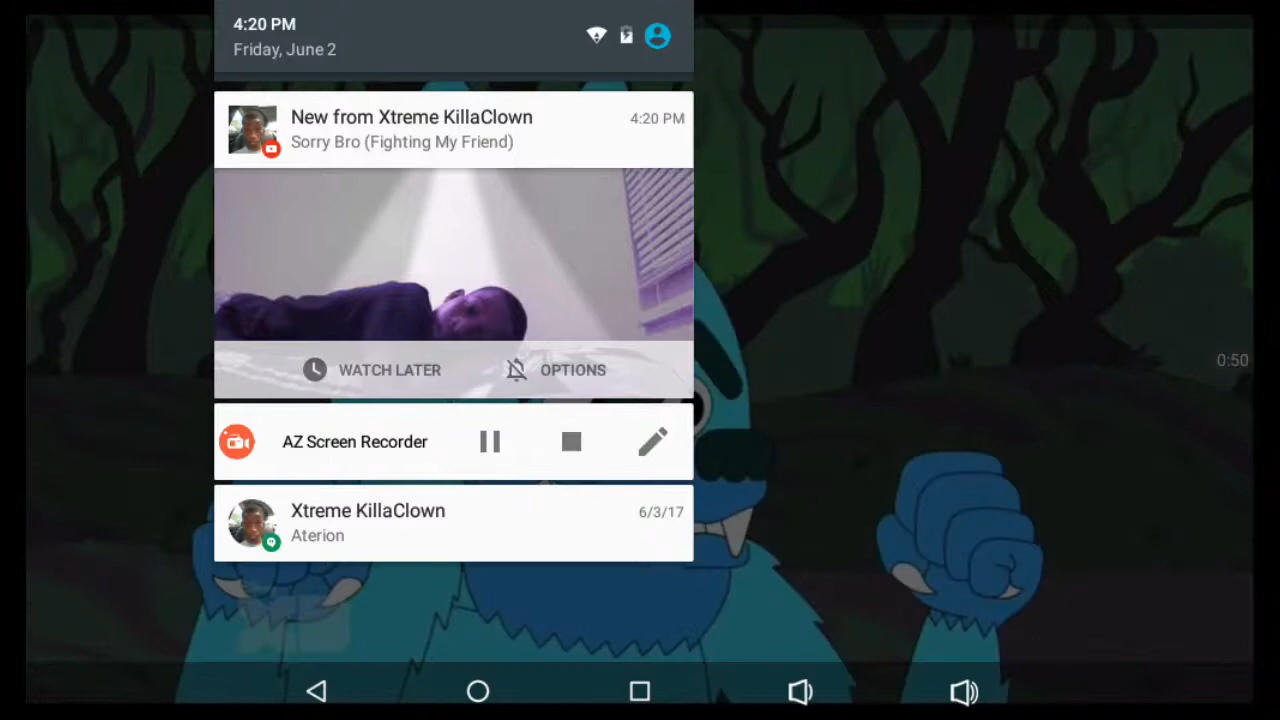 4:20 PM
Friday, June 2
New from Xtreme KillaClown
4:20 PM
Sorry Bro (Fighting My Friend)
WATCH LATER
OPTIONS
0:50
AZ Screen Recorder
Xtreme KillaClown
6/3/17
Aterion